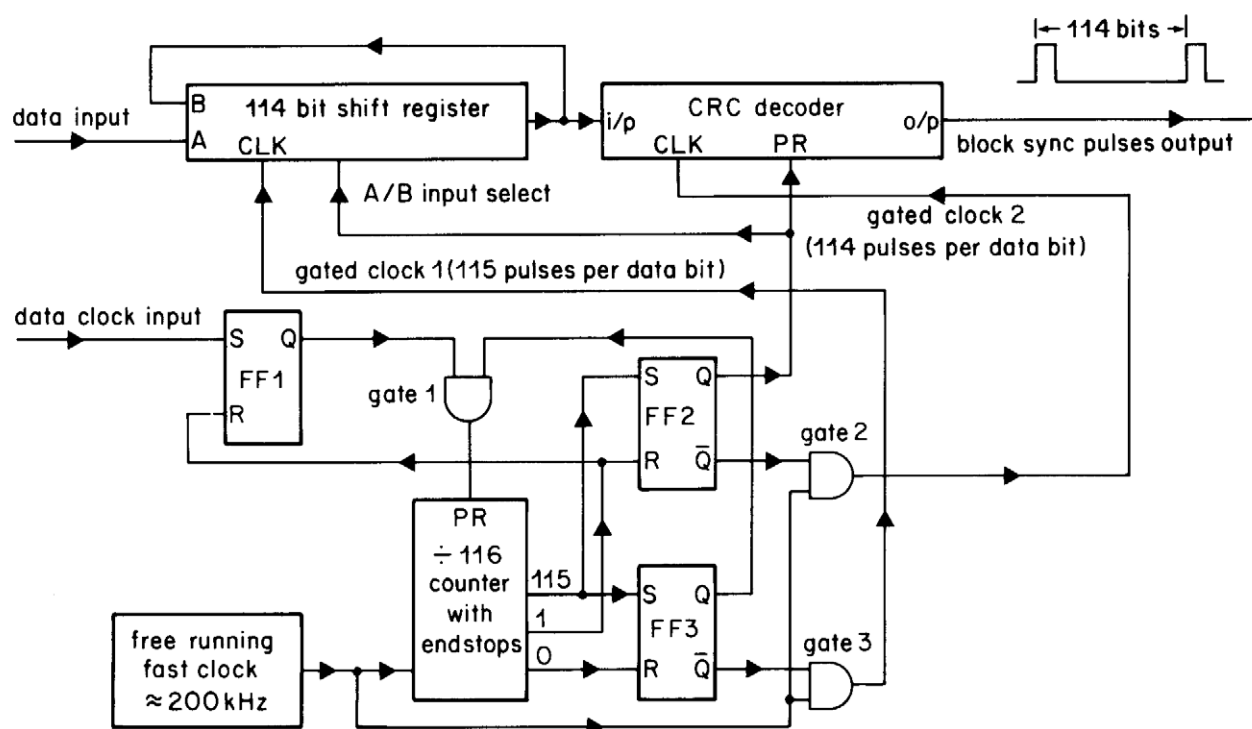 114 bits
B
114 bit shift register
CRC decoder
data input
i/p
o/p
A
CLK
CLK
PR
block sync pulses output
A/B input select
gated clock 2
(114 pulses per data bit)
gated clock 1 (115 pulses per data bit)
data clock input
S
Q
FF1
R
gate 1
S
Q
FF2
R
Q̅
gate 2
PR
÷ 116
counter
with
endstops
115
1
0
S
Q
FF3
R
Q̅
gate 3
free running
fast clock
≈ 200 kHz